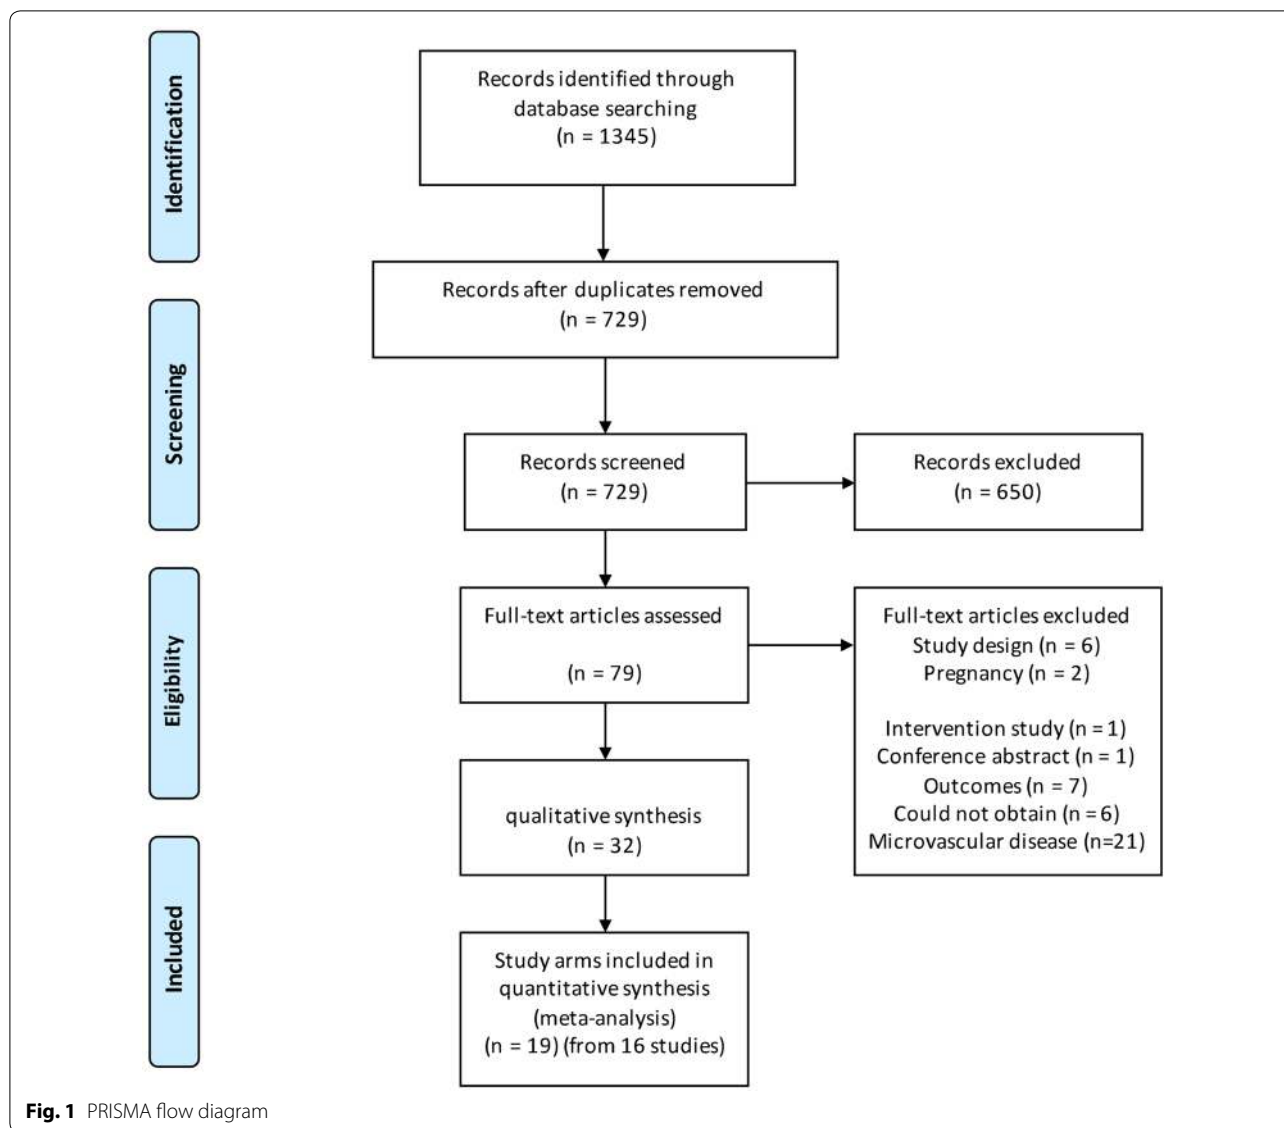 Identification
Records identified through
database searching
(n = 1345)
Records after duplicates removed
(n = 729)
Screening
Records screened
(n = 729)
Records excluded
(n = 650)
Eligibility
Full-text articles assessed
(n = 79)
Full-text articles excluded
Study design (n = 6)
Pregnancy (n = 2)
Intervention study (n = 1)
Conference abstract (n = 1)
Outcomes (n = 7)
Could not obtain (n = 6)
Microvascular disease (n=21)
qualitative synthesis
(n = 32)
Included
Study arms included in
quantitative synthesis
(meta-analysis)
(n = 19) (from 16 studies)
Fig. 1 PRISMA flow diagram